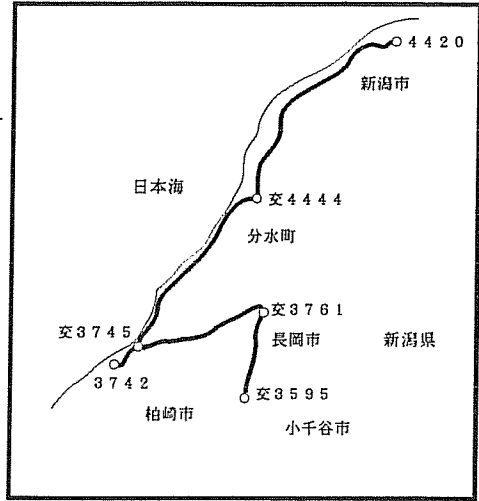 4420
新潟市
日本海
交4444
分水町
交3761
交3745
長岡市
新潟県
3742
交3595
柏崎市
小千谷市